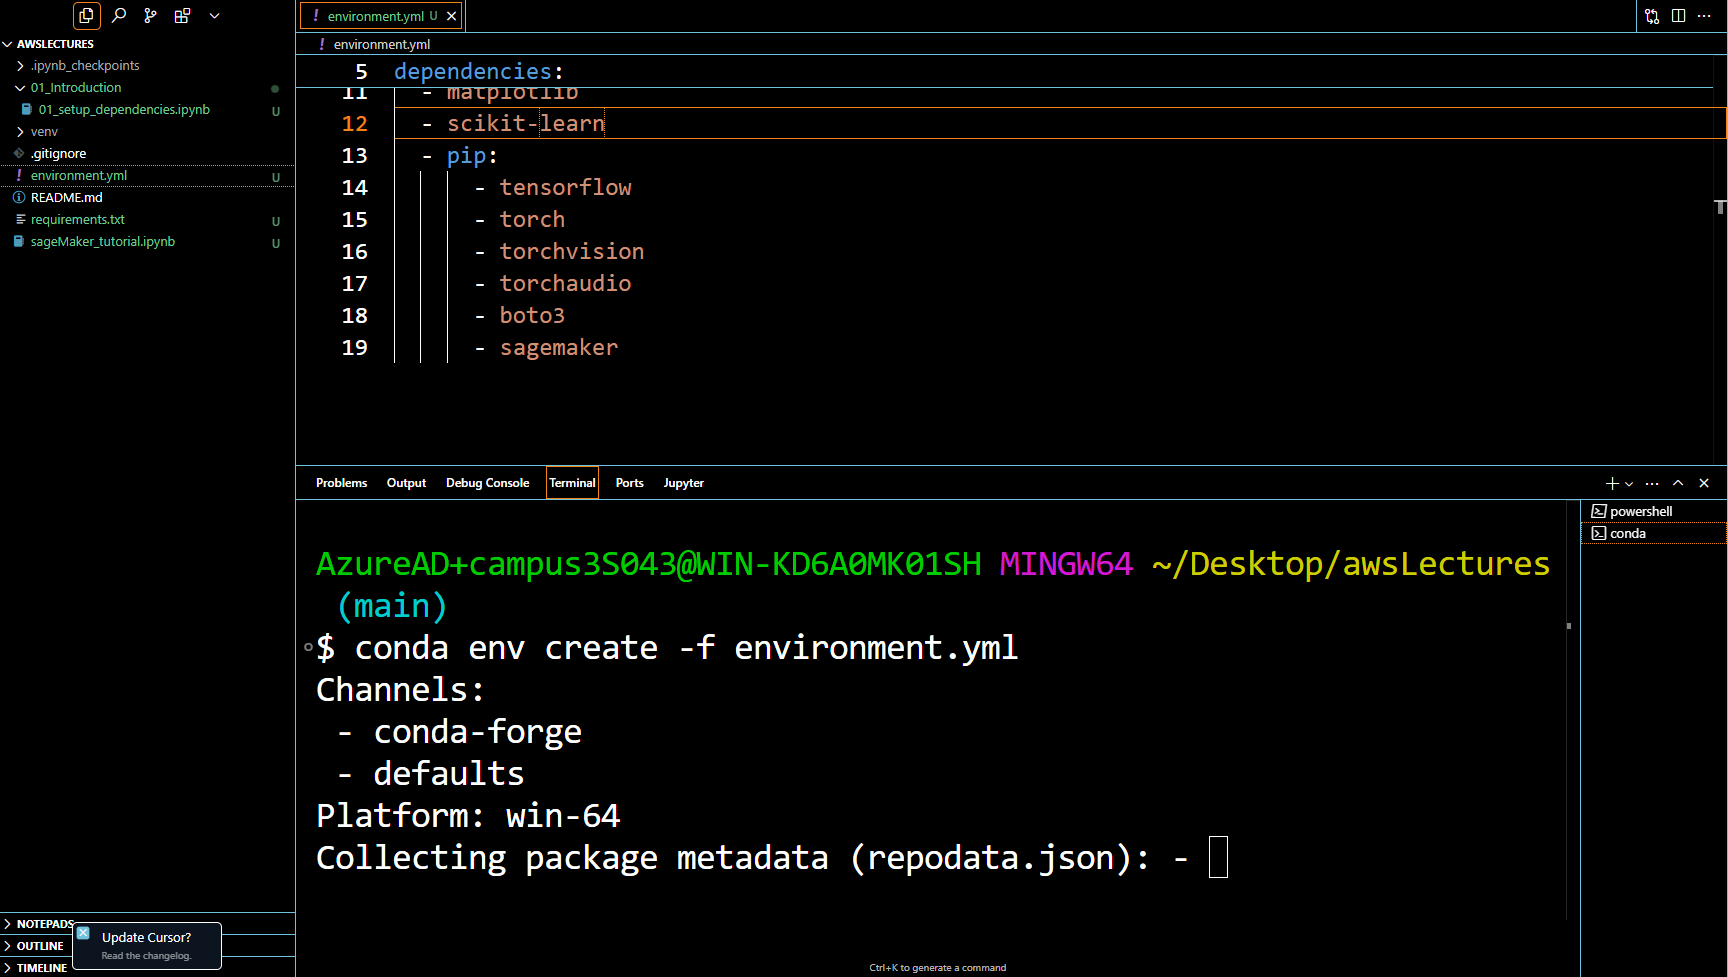 AWSLECTURES
.ipynb_checkpoints
01_Introduction
01_setup_dependencies.ipynb U
venv
.gitignore
! environment.yml U
README.md
requirements.txt U
sageMaker_tutorial.ipynb U
NOTEPADS
OUTLINE
TIMELINE
Update Cursor?
Read the changelog.
! environment.yml U
! environment.yml
5 dependencies:
11 - matplotlib
12 - scikit-learn
13 - pip:
14 - tensorflow
15 - torch
16 - torchvision
17 - torchaudio
18 - boto3
19 - sagemaker
Problems Output Debug Console Terminal Ports Jupyter
AzureAD+campus3S043@WIN-KD6A0MK01SH MINGW64 ~/Desktop/awsLectures
(main)
$ conda env create -f environment.yml
Channels:
- conda-forge
- defaults
Platform: win-64
Collecting package metadata (repodata.json): -
powershell
conda
Ctrl+K to generate a command